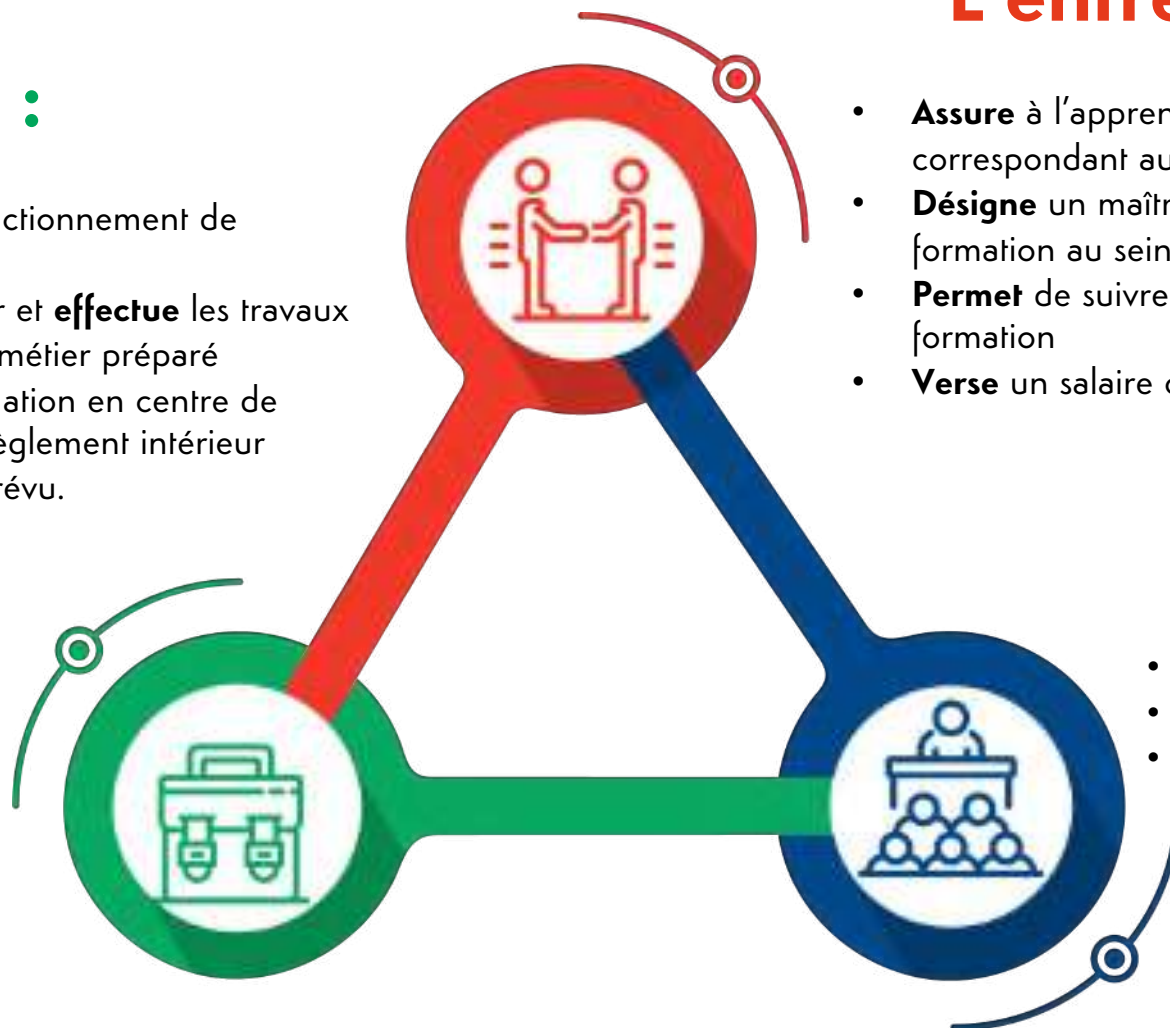 L'entre
:
ctionnement de
r et effectue les travaux
métier préparé
ation en centre de
èglement intérieur
révu.
• Assure à l'appren
correspondant au
• Désigne un maîtr
formation au sein
• Permet de suivre
formation
• Verse un salaire
•
•
•